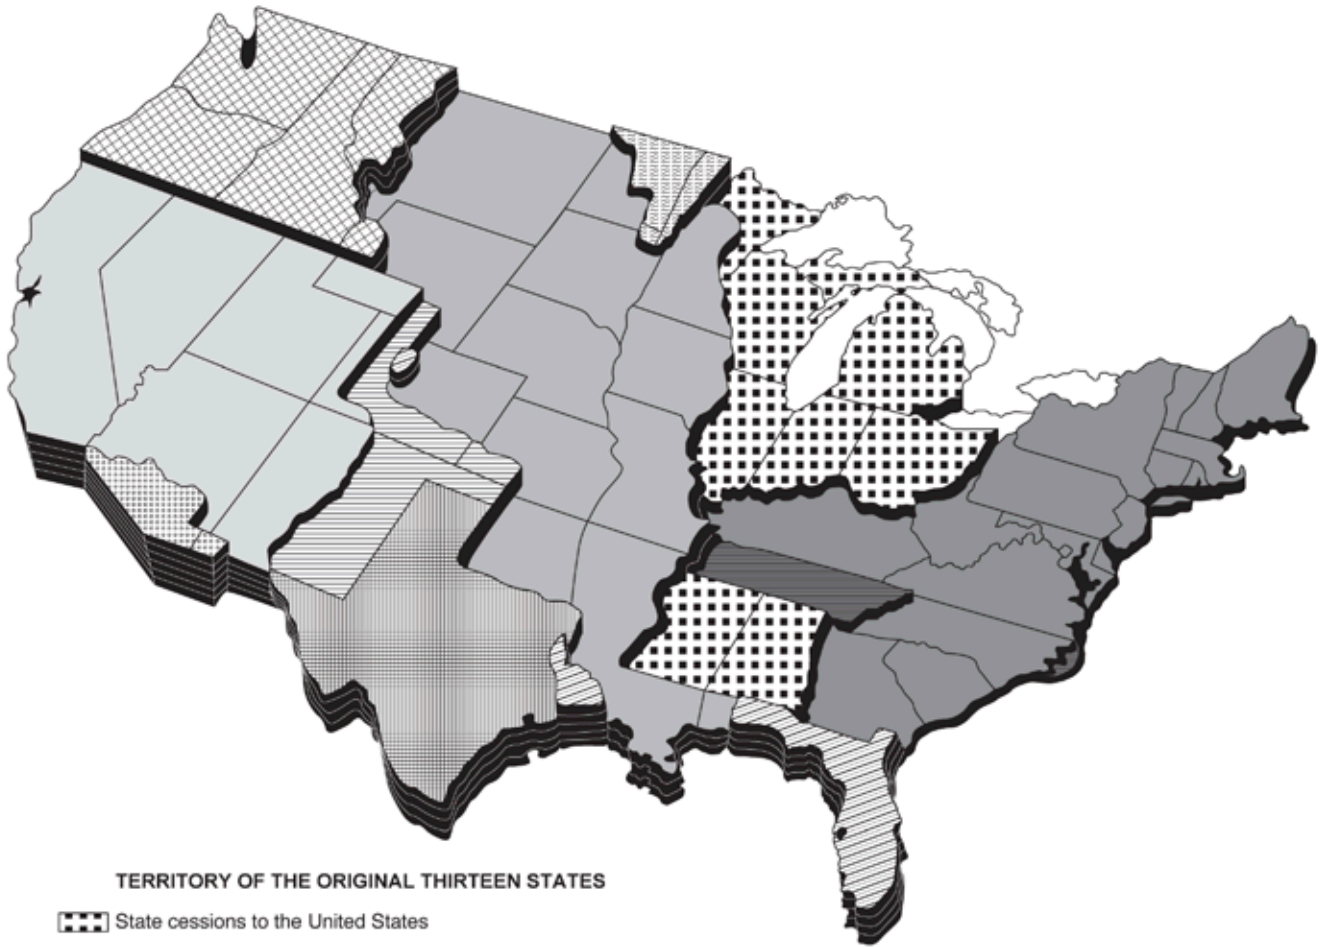 TERRITORY OF THE ORIGINAL THIRTEEN STATES
State cessions to the United States